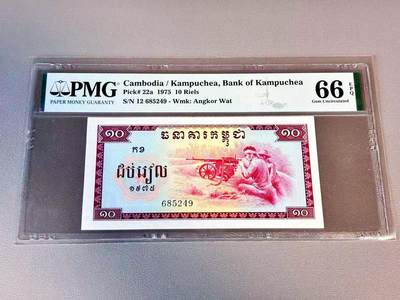 PMG
PAPER MONEY GUARANTY
Cambodia / Kampuchea, Bank of Kampuchea
Pick# 22a 1975 10 Riels
S/N 12 685249 - Wmk: Angkor Wat
66 EPQ
Gem Uncirculated
១០ ធនាគារកម្ពុជា ១០
ក១
ដប់រៀល
១៩៧៥
685249
១០ ១០